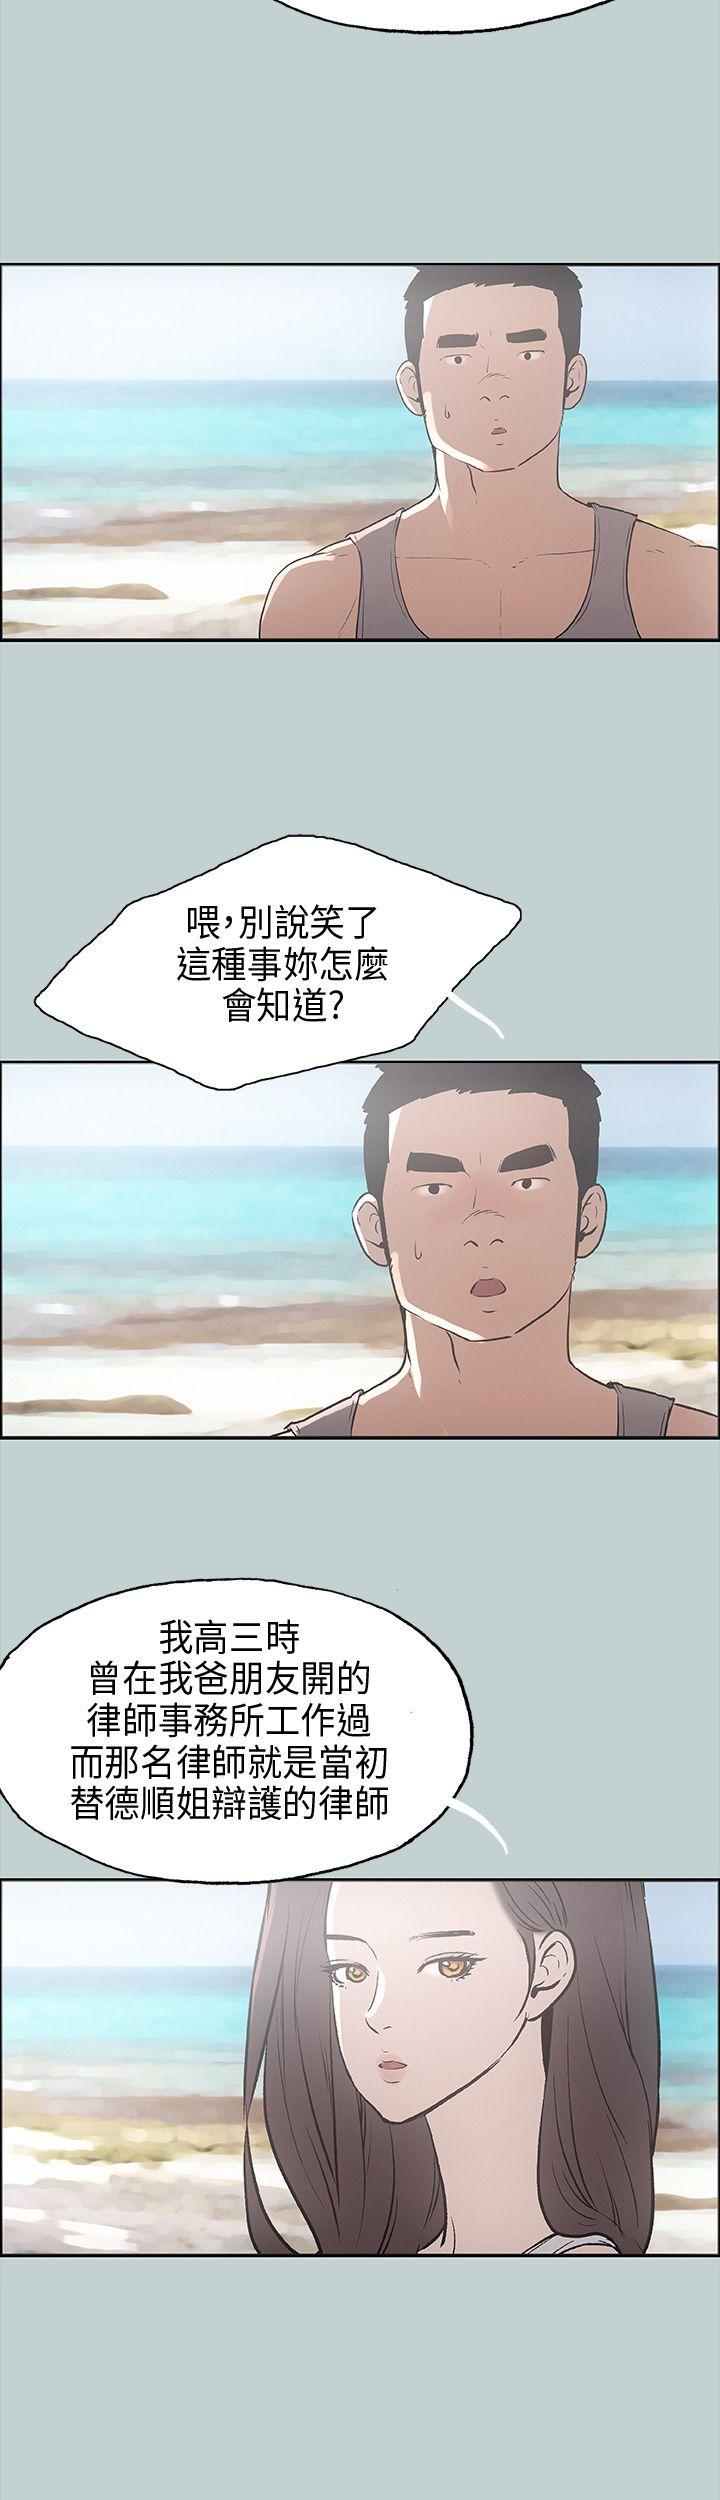 喂,別說笑了
這種事妳怎麼
會知道?
我高三時
曾在我爸朋友開的
律師事務所工作過
而那名律師就是當初
替德順姐辯護的律師